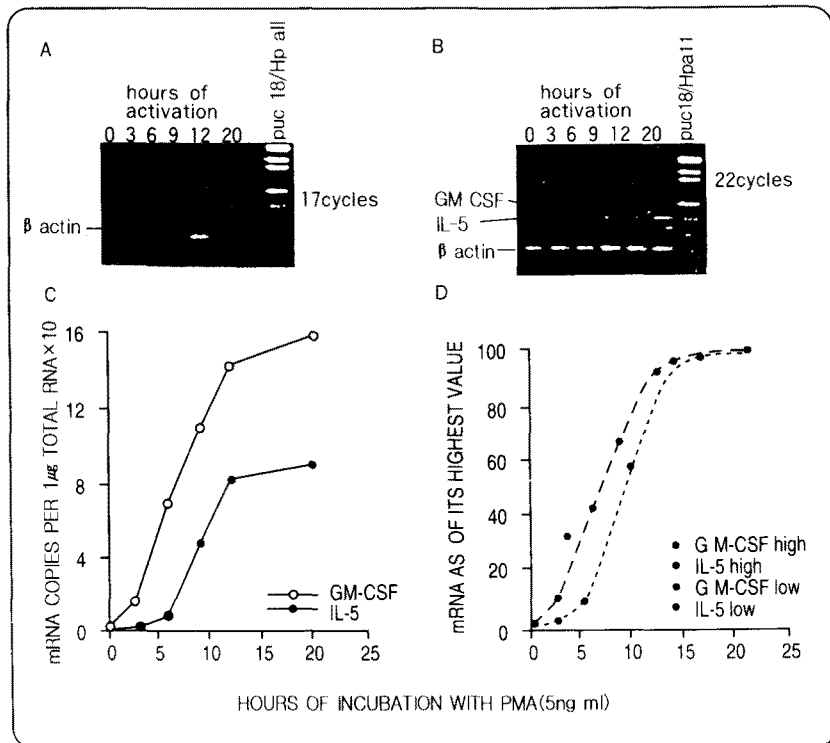 A
hours of
activation
0 3 6 9 12 20
puc 18/Hp all
17cycles
β actin
B
hours of
activation
0 3 6 9 12 20
puc18/Hpa11
22cycles
GM CSF
IL-5
β actin
C
mRNA COPIES PER 1㎍ TOTAL RNA×10
16
12
8
4
0
0 5 10 15 20 25
GM-CSF
IL-5
D
mRNA AS OF ITS HIGHEST VALUE
100
80
60
40
20
0
0 5 10 15 20 25
G M-CSF high
IL-5 high
G M-CSF low
IL-5 low
HOURS OF INCUBATION WITH PMA(5ng ml)